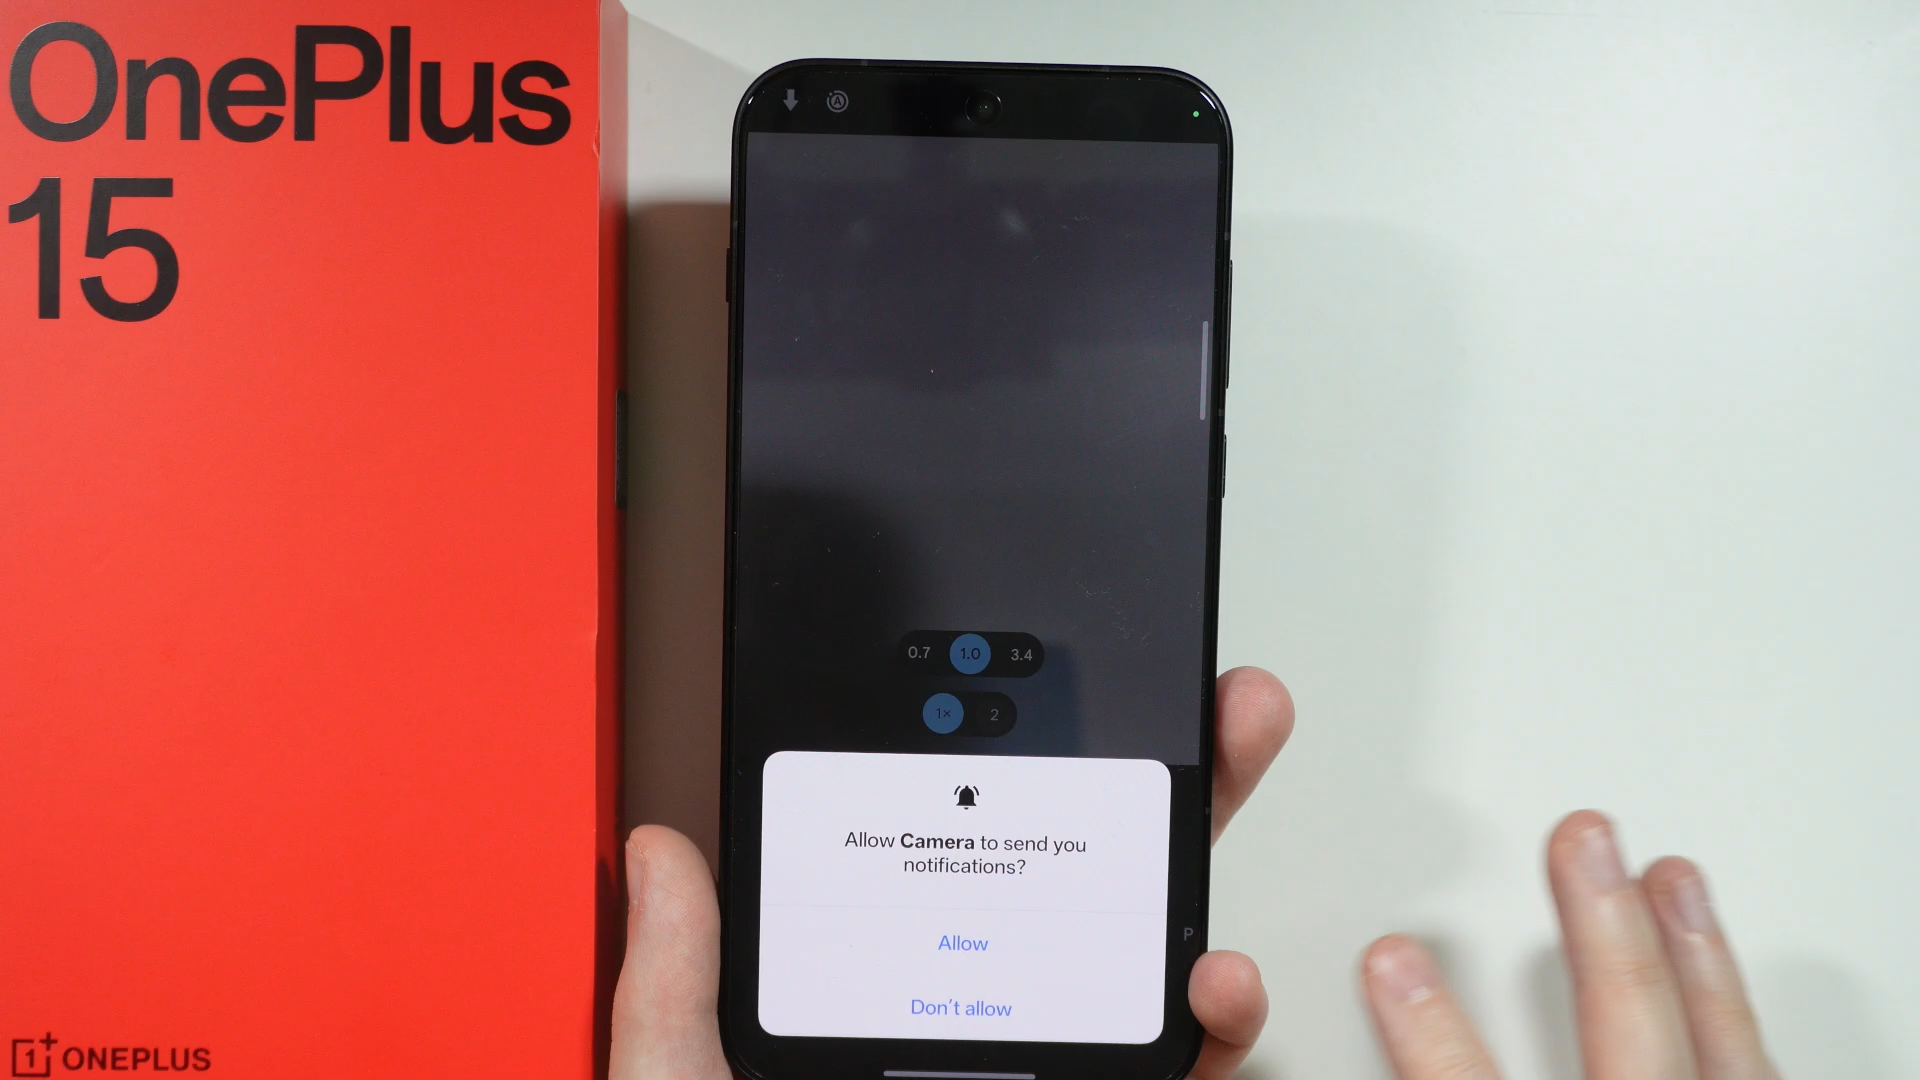 OnePlus
15
1+ ONEPLUS
A
0.7 1.0 3.4
1× 2
Allow Camera to send you
notifications?
P
Allow
Don't allow